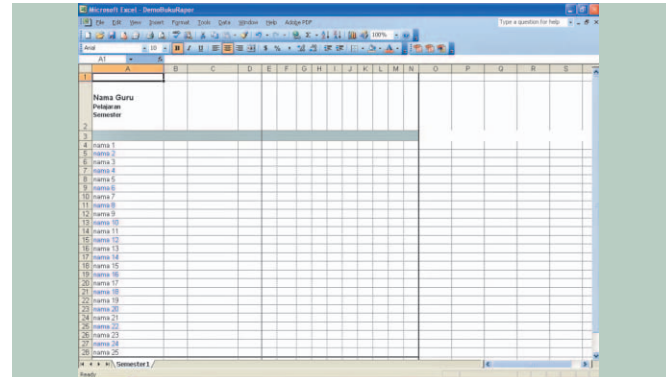 Microsoft Excel - DemoBukuRapor
File Edit View Insert Format Tools Data Window Help Adobe PDF
Type a question for help
100%
Arial 10 B I U $ %
A1
A B C D E F G H I J K L M N O P Q R S
1
Nama Guru
Pelajaran
Semester
2
3
4 nama 1
5 nama 2
6 nama 3
7 nama 4
8 nama 5
9 nama 6
10 nama 7
11 nama 8
12 nama 9
13 nama 10
14 nama 11
15 nama 12
16 nama 13
17 nama 14
18 nama 15
19 nama 16
20 nama 17
21 nama 18
22 nama 19
23 nama 20
24 nama 21
25 nama 22
26 nama 23
27 nama 24
28 nama 25
Semester1
Ready